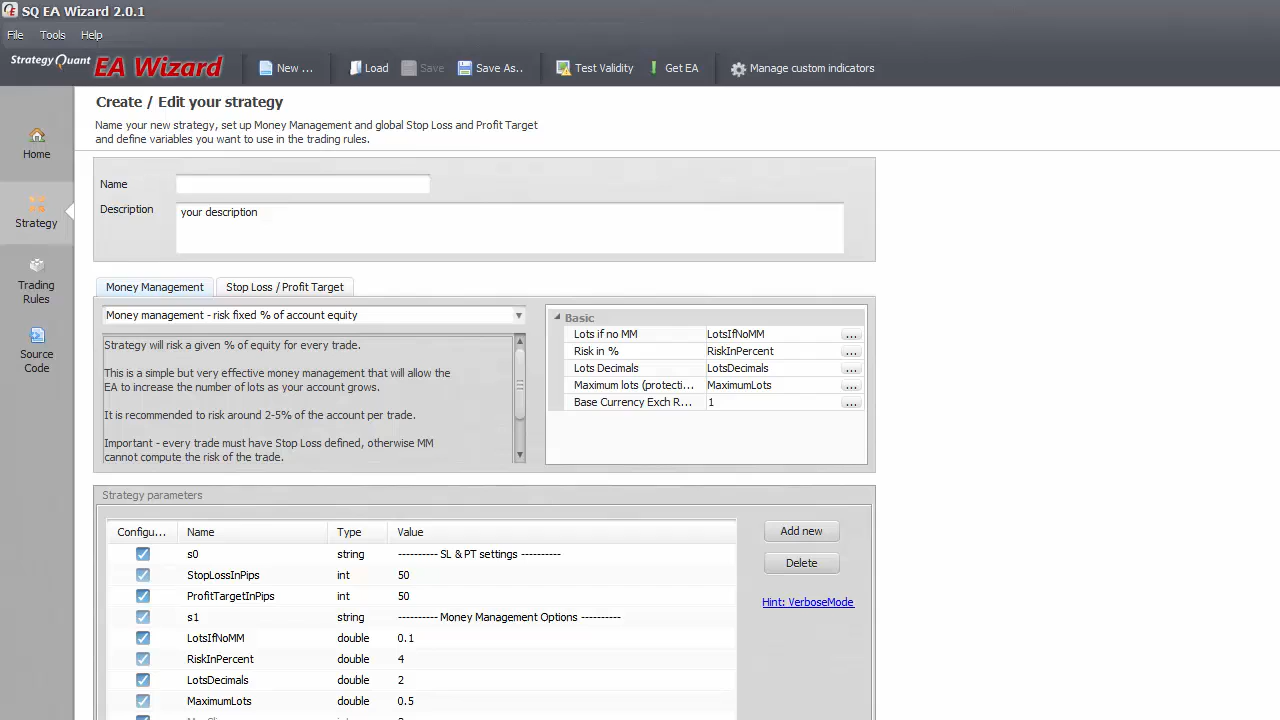 SQ EA Wizard 2.0.1
File Tools Help
StrategyQuant EA Wizard New ... Load Save Save As.. Test Validity Get EA Manage custom indicators
Create / Edit your strategy
Name your new strategy, set up Money Management and global Stop Loss and Profit Target
and define variables you want to use in the trading rules.
Home
Strategy
Trading
Rules
Source
Code
Name
Description your description
Money Management Stop Loss / Profit Target
Money management - risk fixed % of account equity
Strategy will risk a given % of equity for every trade.
This is a simple but very effective money management that will allow the
EA to increase the number of lots as your account grows.
It is recommended to risk around 2-5% of the account per trade.
Important - every trade must have Stop Loss defined, otherwise MM
cannot compute the risk of the trade.
Basic
Lots if no MM LotsIfNoMM ...
Risk in % RiskInPercent ...
Lots Decimals LotsDecimals ...
Maximum lots (protecti... MaximumLots ...
Base Currency Exch R... 1 ...
Strategy parameters
Configu... Name Type Value
s0 string ---------- SL & PT settings ----------
StopLossInPips int 50
ProfitTargetInPips int 50
s1 string ---------- Money Management Options ----------
LotsIfNoMM double 0.1
RiskInPercent double 4
LotsDecimals double 2
MaximumLots double 0.5
Add new
Delete
Hint: VerboseMode